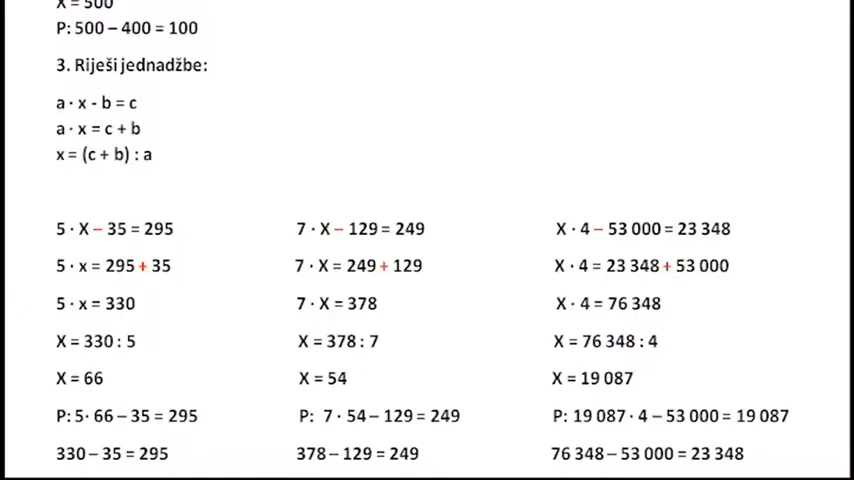 X = 500
P: 500 – 400 = 100
3. Riješi jednadžbe:
a · x - b = c
a · x = c + b
x = (c + b) : a
5 · X – 35 = 295
7 · X – 129 = 249
X · 4 – 53 000 = 23 348
5 · x = 295 + 35
7 · X = 249 + 129
X · 4 = 23 348 + 53 000
5 · x = 330
7 · X = 378
X · 4 = 76 348
X = 330 : 5
X = 378 : 7
X = 76 348 : 4
X = 66
X = 54
X = 19 087
P: 5· 66 – 35 = 295
P: 7 · 54 – 129 = 249
P: 19 087 · 4 – 53 000 = 19 087
330 – 35 = 295
378 – 129 = 249
76 348 – 53 000 = 23 348